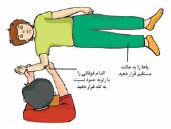 پاها را به حالت
مستقیم قرار دهید
اندام فوقانی را
با زاویه عمود نسبت
به تنه قرار دهید